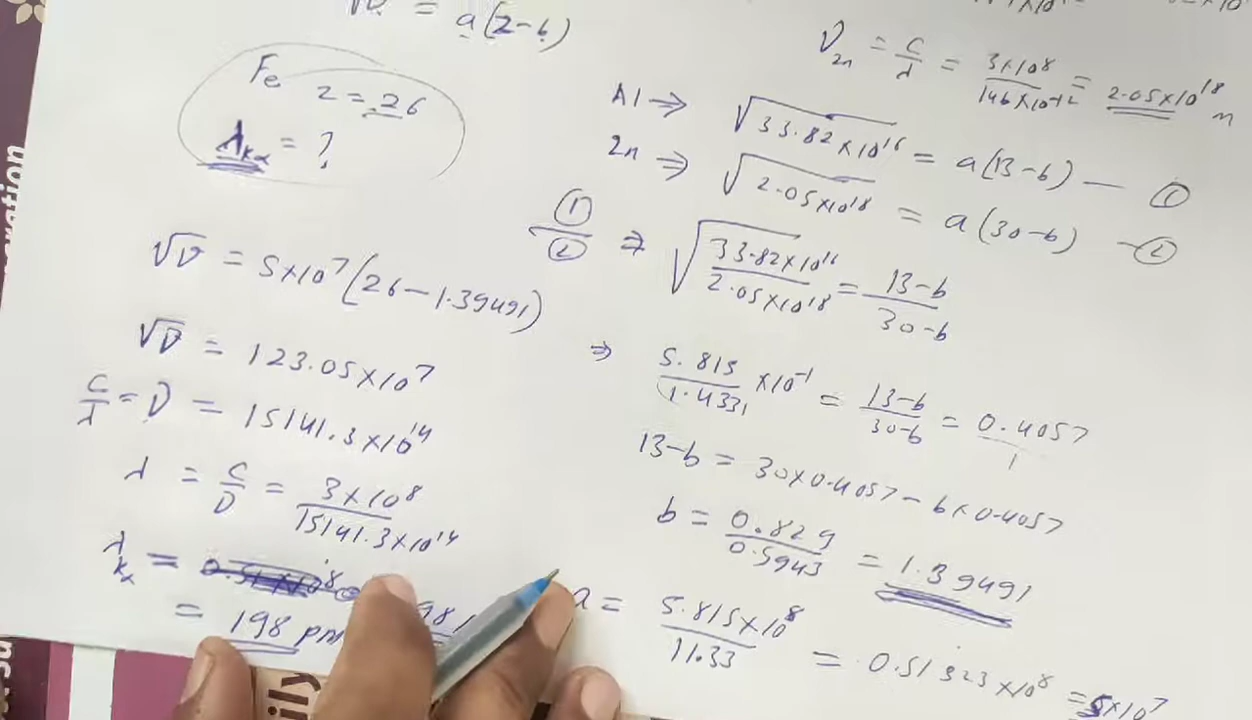 √ν = a(Z-b)
Fe Z = 26
λKα = ?
√ν = 5×10⁷(26-1.39491)
√ν = 123.05×10⁷
C/λ = ν = 15141.3×10¹⁴
λ = C/ν = 3×10⁸/15141.3×10¹⁴
λKα =
= 198 pm
νZn = C/λ = 3×10⁸/146×10⁻¹² = 2.05×10¹⁸
Al ⇒ √33.82×10¹⁶ = a(13-b) — ①
Zn ⇒ √2.05×10¹⁸ = a(30-b) — ②
①/② ⇒ √33.82×10¹⁶/2.05×10¹⁸ = 13-b/30-b
⇒ 5.815/1.4331 ×10⁻¹ = 13-b/30-b = 0.4057/1
13-b = 30×0.4057 - b×0.4057
b = 0.829/0.5943 = 1.39491
a = 5.815×10⁸/11.33 = 0.51323×10⁸ = 5×10⁷
ily